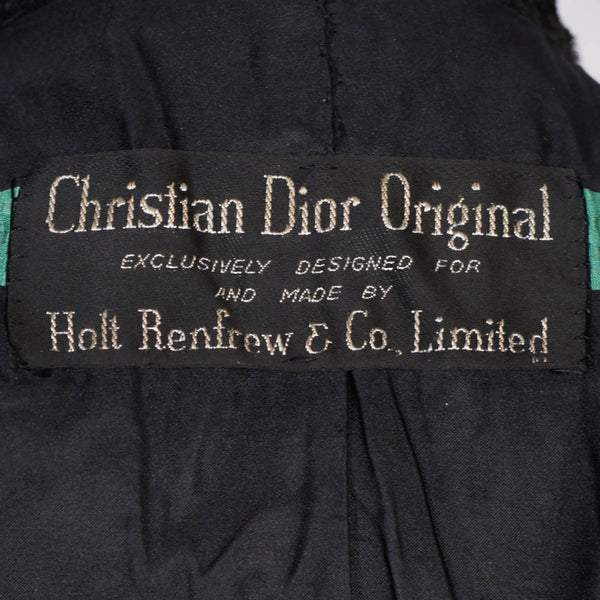 Christian Dior Original
EXCLUSIVELY DESIGNED FOR
AND MADE BY
Holt Renfrew & Co., Limited